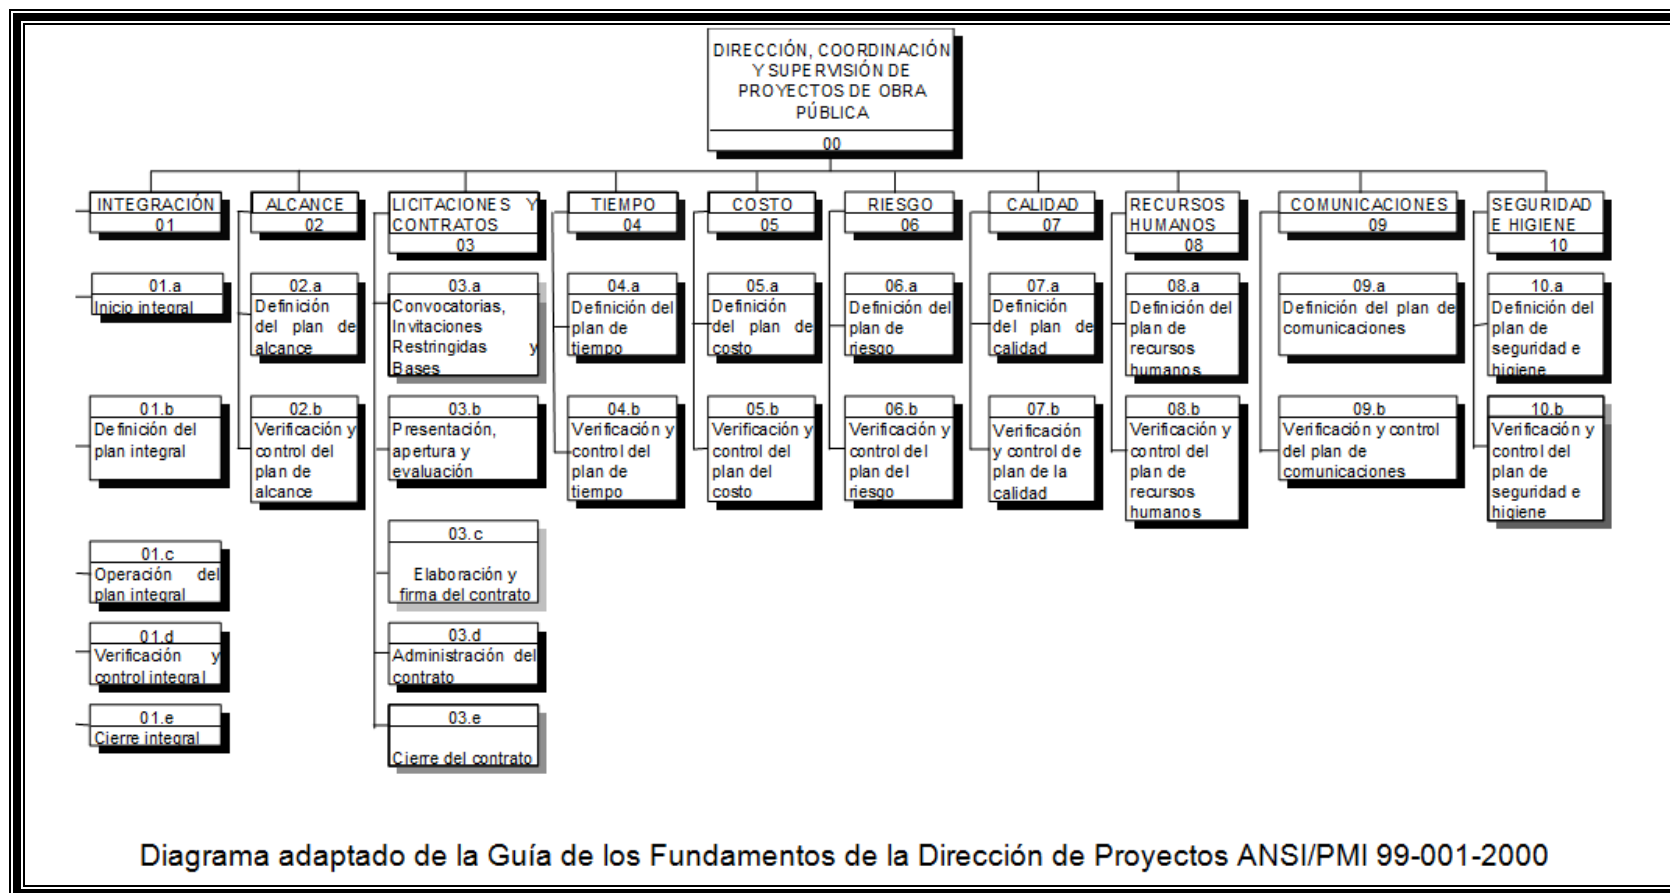 DIRECCIÓN, COORDINACIÓN
Y SUPERVISIÓN DE
PROYECTOS DE OBRA
PÚBLICA
00
INTEGRACIÓN
01
01.a
Inicio integral
01.b
Definición del
plan integral
01.c
Operación del
plan integral
01.d
Verificación y
control integral
01.e
Cierre integral
ALCANCE
02
02.a
Definición
del plan de
alcance
02.b
Verificación y
control del
plan de
alcance
LICITACIONES Y
CONTRATOS
03
03.a
Convocatorias,
Invitaciones
Restringidas y
Bases
03.b
Presentación,
apertura y
evaluación
03.c
Elaboración y
firma del contrato
03.d
Administración del
contrato
03.e
Cierre del contrato
TIEMPO
04
04.a
Definición del
plan de
tiempo
04.b
Verificación y
control del
plan de
tiempo
COSTO
05
05.a
Definición
del plan de
costo
05.b
Verificación y
control del
plan del
costo
RIESGO
06
06.a
Definición del
plan de
riesgo
06.b
Verificación y
control del
plan del
riesgo
CALIDAD
07
07.a
Definición
del plan de
calidad
07.b
Verificación
y control de
plan de la
calidad
RECURSOS
HUMANOS
08
08.a
Definición del
plan de
recursos
humanos
08.b
Verificación y
control del
plan de
recursos
humanos
COMUNICACIONES
09
09.a
Definición del plan de
comunicaciones
09.b
Verificación y control
del plan de
comunicaciones
SEGURIDAD
E HIGIENE
10
10.a
Definición del
plan de
seguridad e
higiene
10.b
Verificación y
control del
plan de
seguridad e
higiene
Diagrama adaptado de la Guía de los Fundamentos de la Dirección de Proyectos ANSI/PMI 99-001-2000